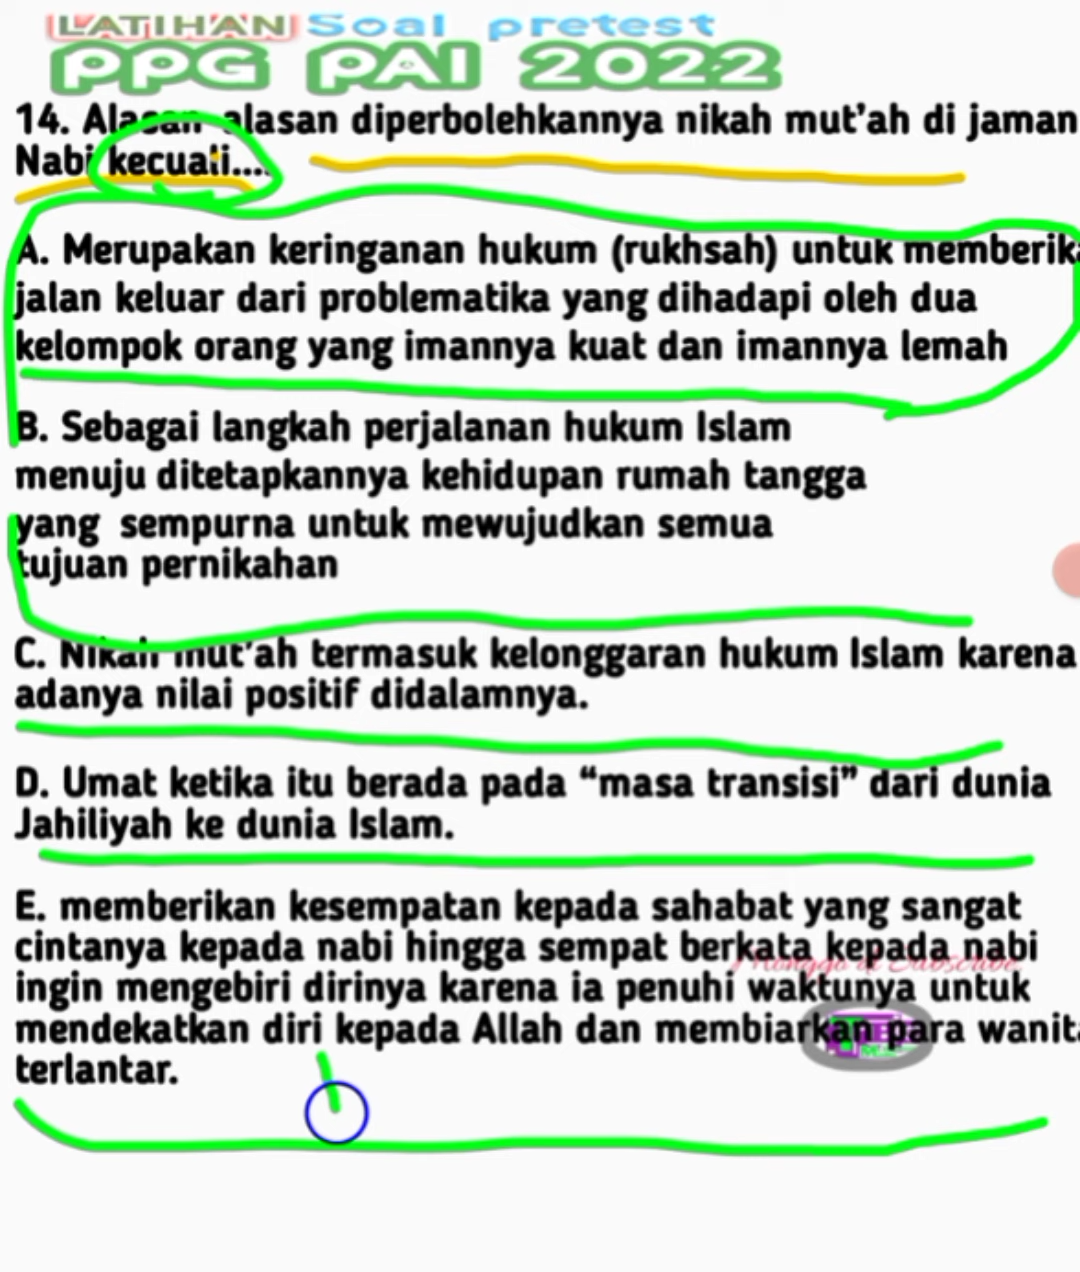 LATIHAN Soal pretest
PPG PAI 2022
14. Alasan-alasan diperbolehkannya nikah mut'ah di jaman
Nabi kecuali....
A. Merupakan keringanan hukum (rukhsah) untuk memberik
jalan keluar dari problematika yang dihadapi oleh dua
kelompok orang yang imannya kuat dan imannya lemah
B. Sebagai langkah perjalanan hukum Islam
menuju ditetapkannya kehidupan rumah tangga
yang sempurna untuk mewujudkan semua
tujuan pernikahan
C. Nikah mut'ah termasuk kelonggaran hukum Islam karena
adanya nilai positif didalamnya.
D. Umat ketika itu berada pada “masa transisi” dari dunia
Jahiliyah ke dunia Islam.
E. memberikan kesempatan kepada sahabat yang sangat
cintanya kepada nabi hingga sempat berkata kepada nabi
Monggo di Subscribe
ingin mengebiri dirinya karena ia penuhi waktunya untuk
mendekatkan diri kepada Allah dan membiarkan para wanita
terlantar.